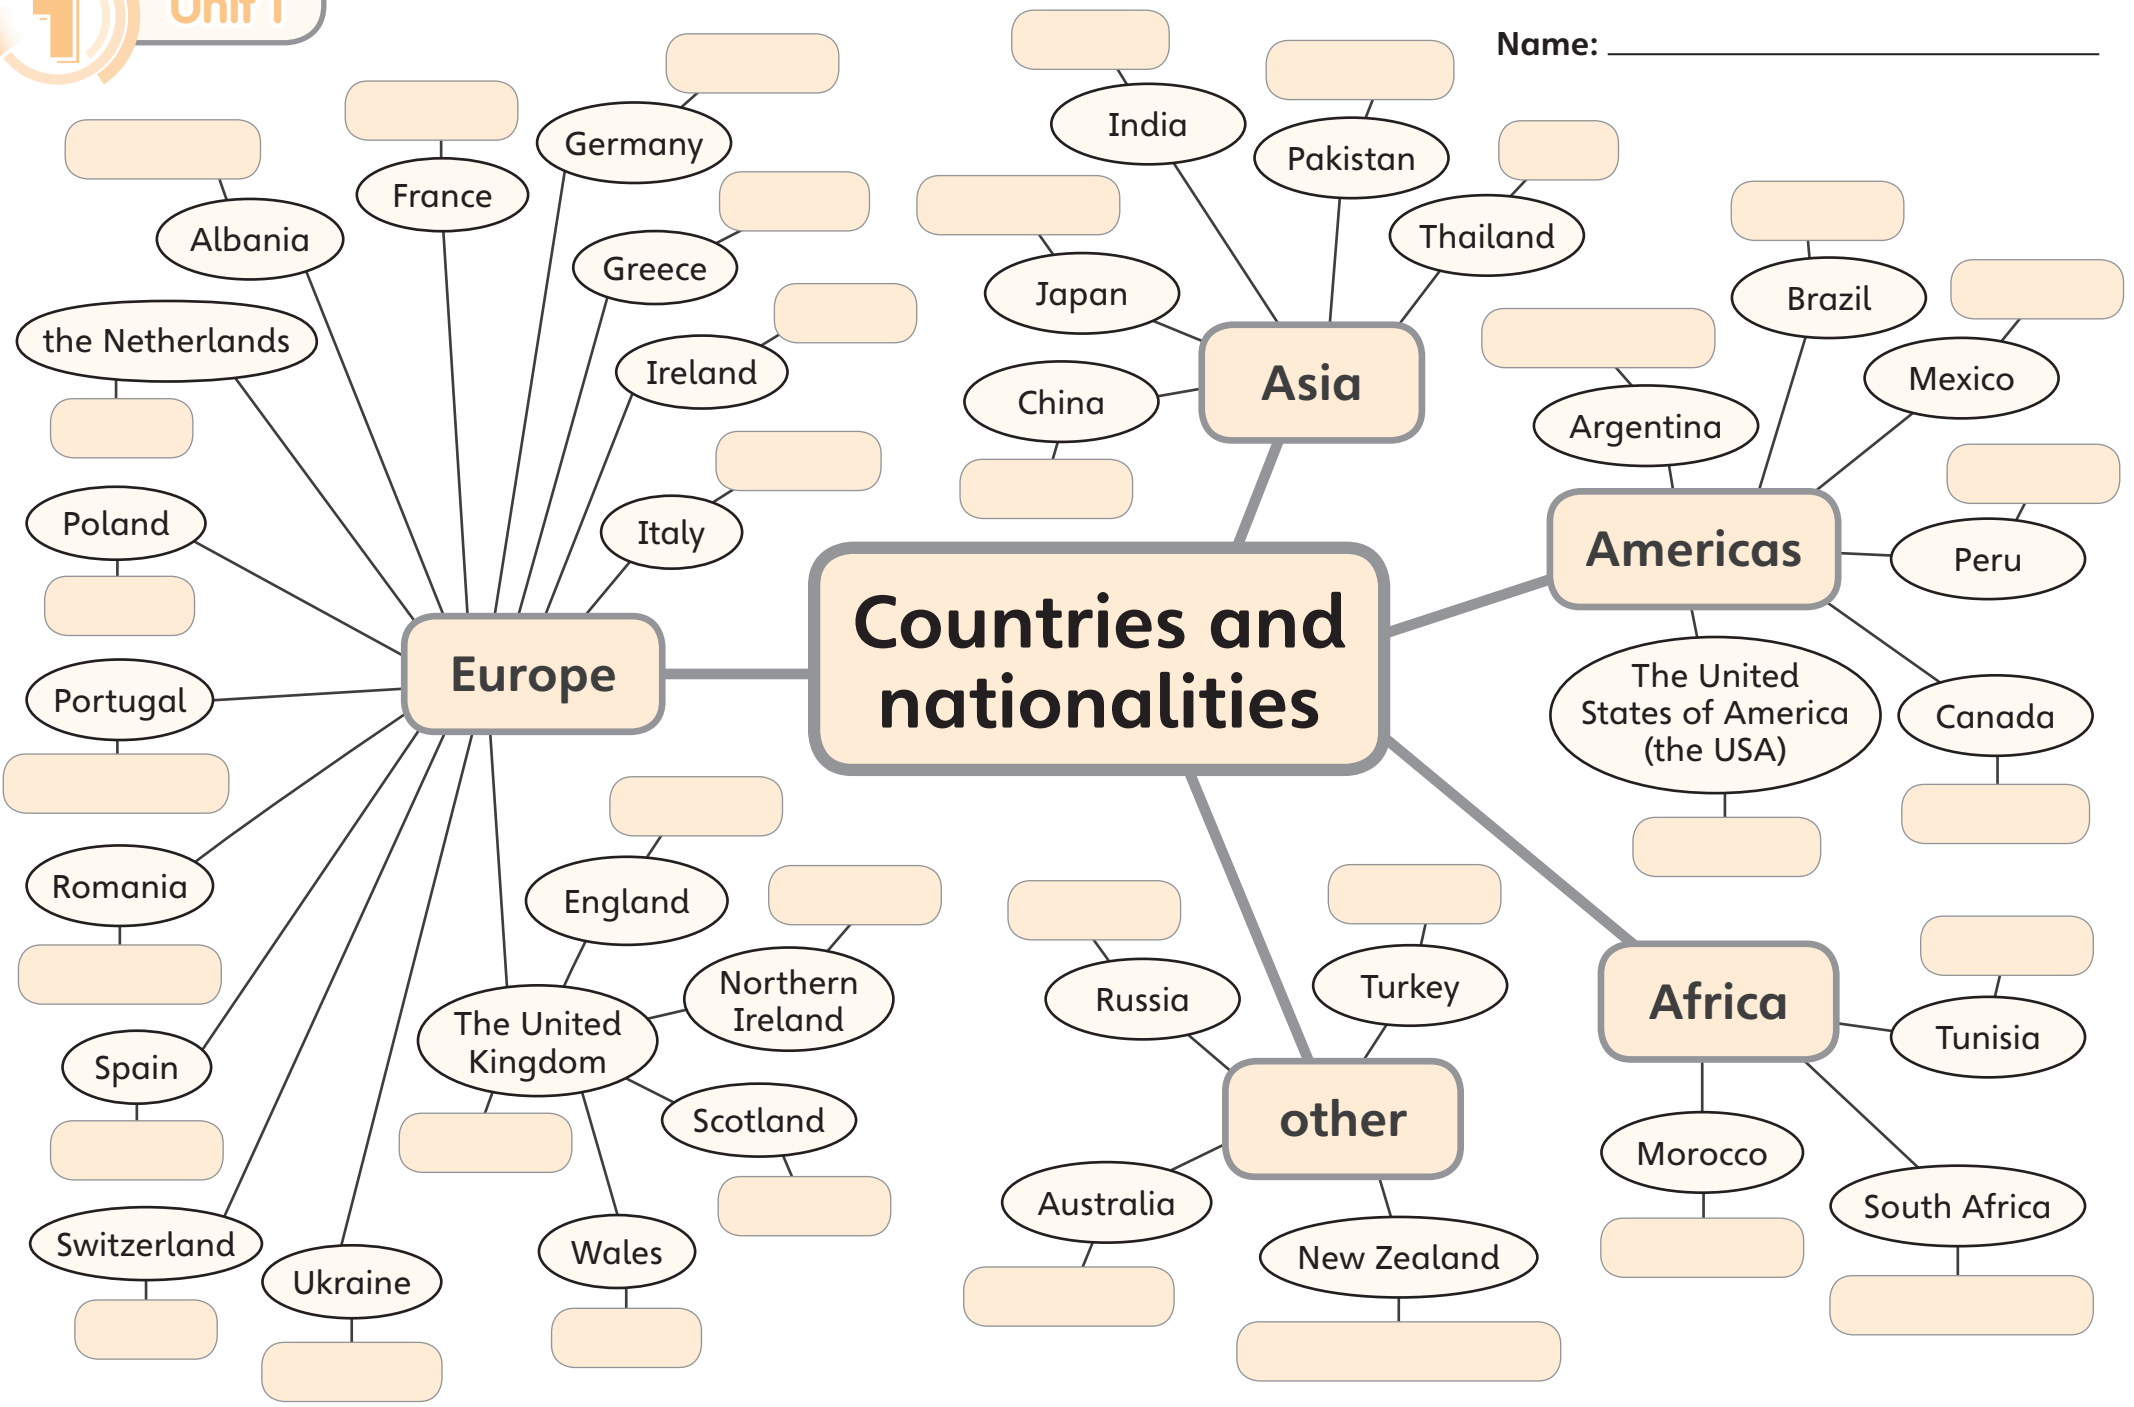 1
Unit 1
Name:
Countries and
nationalities
Europe
Albania
France
Germany
Greece
Ireland
Italy
the Netherlands
Poland
Portugal
Romania
Spain
Switzerland
Ukraine
The United
Kingdom
England
Northern
Ireland
Scotland
Wales
Asia
India
Pakistan
Thailand
Japan
China
Americas
Argentina
Brazil
Mexico
Peru
Canada
The United
States of America
(the USA)
Africa
Tunisia
Morocco
South Africa
other
Russia
Turkey
Australia
New Zealand